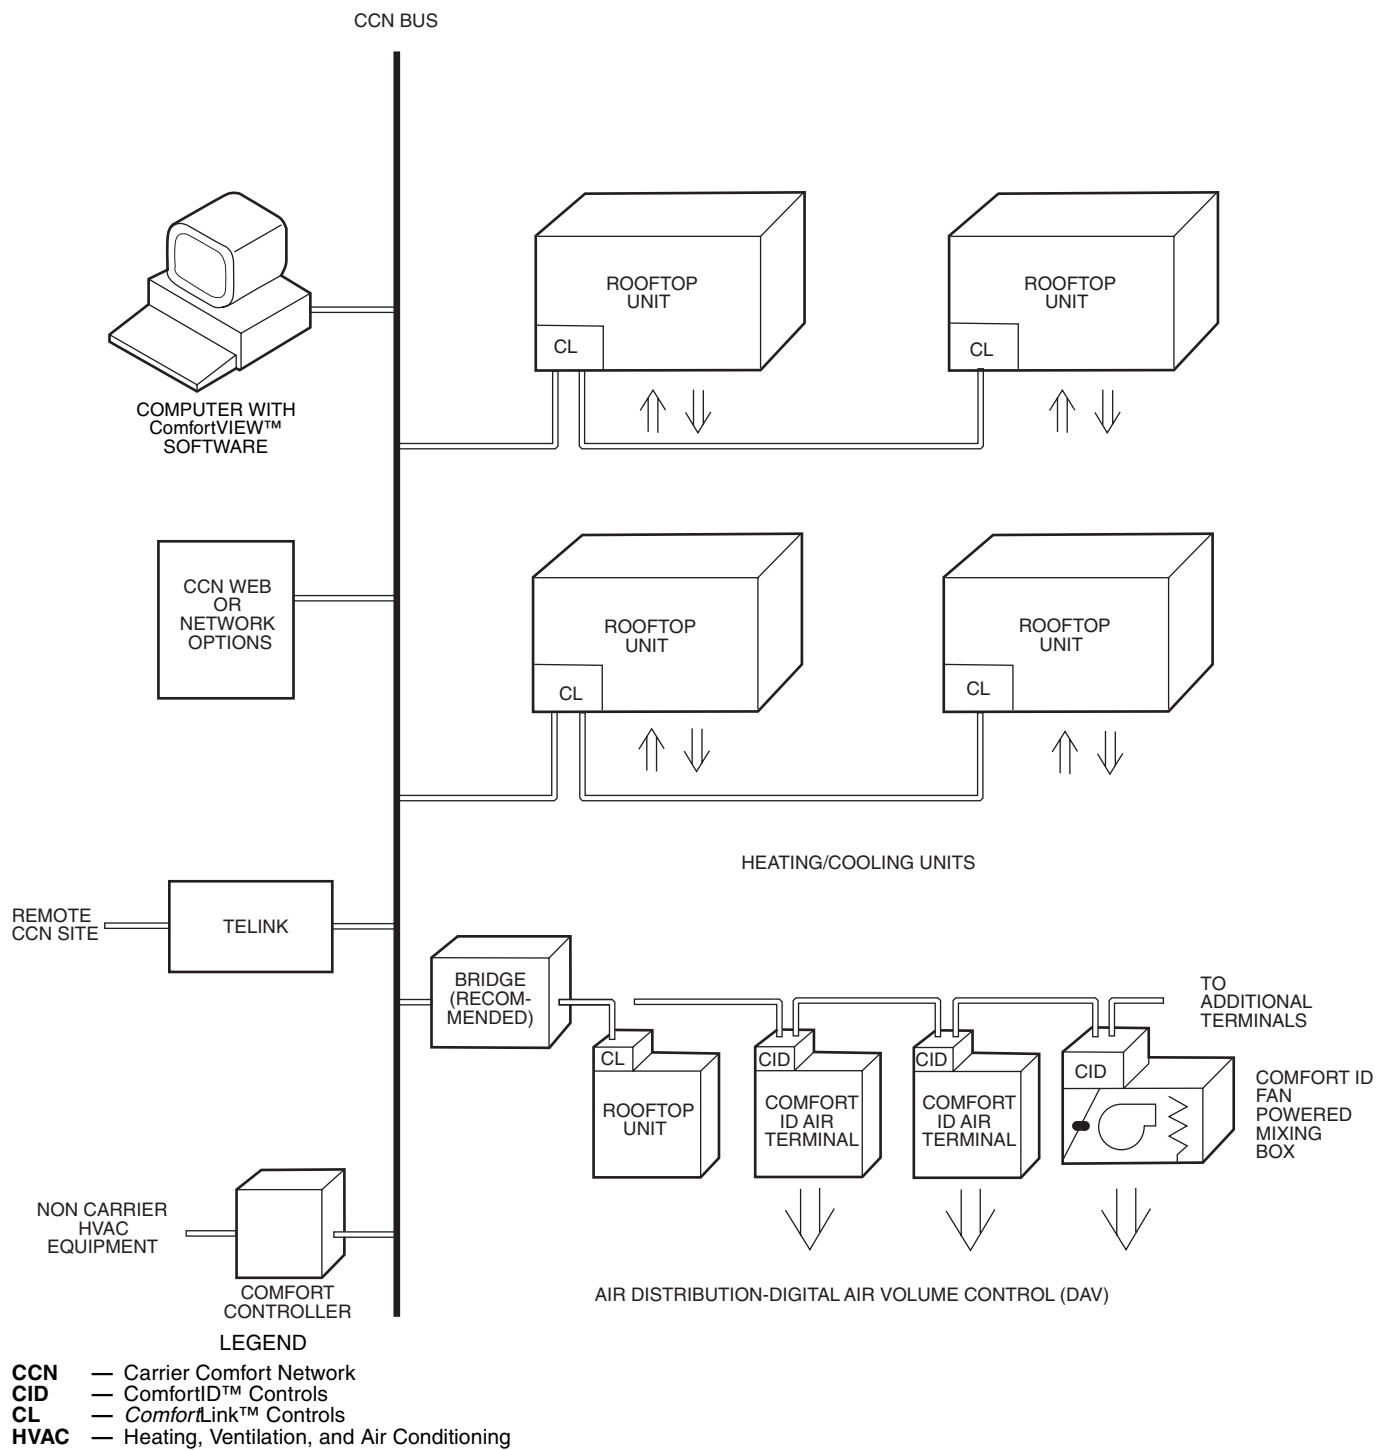 CCN BUS
ROOFTOP
UNIT
CL
ROOFTOP
UNIT
CL
COMPUTER WITH
ComfortVIEW™
SOFTWARE
CCN WEB
OR
NETWORK
OPTIONS
ROOFTOP
UNIT
CL
ROOFTOP
UNIT
CL
HEATING/COOLING UNITS
REMOTE
CCN SITE
TELINK
BRIDGE
(RECOM-
MENDED)
CL
ROOFTOP
UNIT
CID
COMFORT
ID AIR
TERMINAL
CID
COMFORT
ID AIR
TERMINAL
CID
TO
ADDITIONAL
TERMINALS
COMFORT ID
FAN
POWERED
MIXING
BOX
NON CARRIER
HVAC
EQUIPMENT
COMFORT
CONTROLLER
AIR DISTRIBUTION-DIGITAL AIR VOLUME CONTROL (DAV)
LEGEND
CCN — Carrier Comfort Network
CID — ComfortID™ Controls
CL — ComfortLink™ Controls
HVAC — Heating, Ventilation, and Air Conditioning